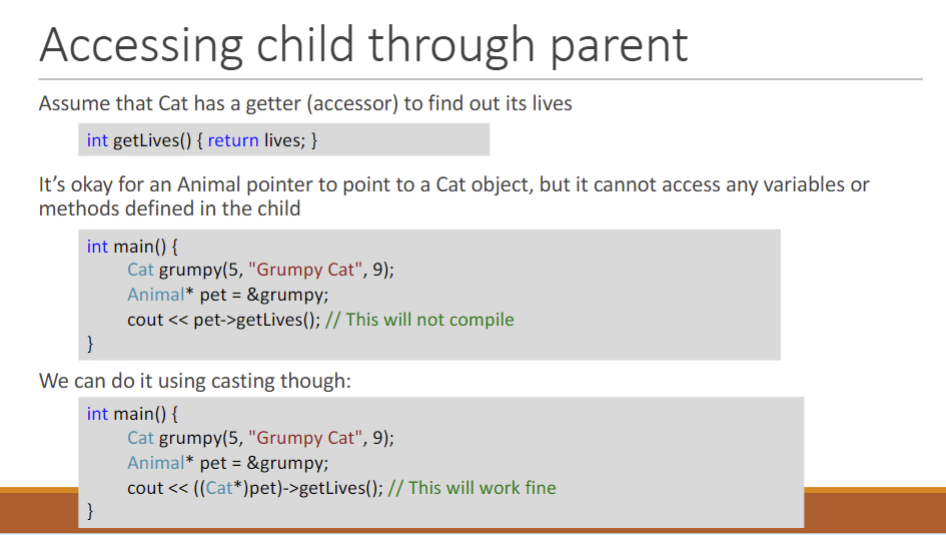 Accessing child through parent
Assume that Cat has a getter (accessor) to find out its lives
int getLives() { return lives; }
It's okay for an Animal pointer to point to a Cat object, but it cannot access any variables or
methods defined in the child
int main() {
Cat grumpy(5, "Grumpy Cat", 9);
Animal* pet = &grumpy;
cout << pet->getLives(); // This will not compile
}
We can do it using casting though:
int main() {
Cat grumpy(5, "Grumpy Cat", 9);
Animal* pet = &grumpy;
cout << ((Cat*)pet)->getLives(); // This will work fine
}